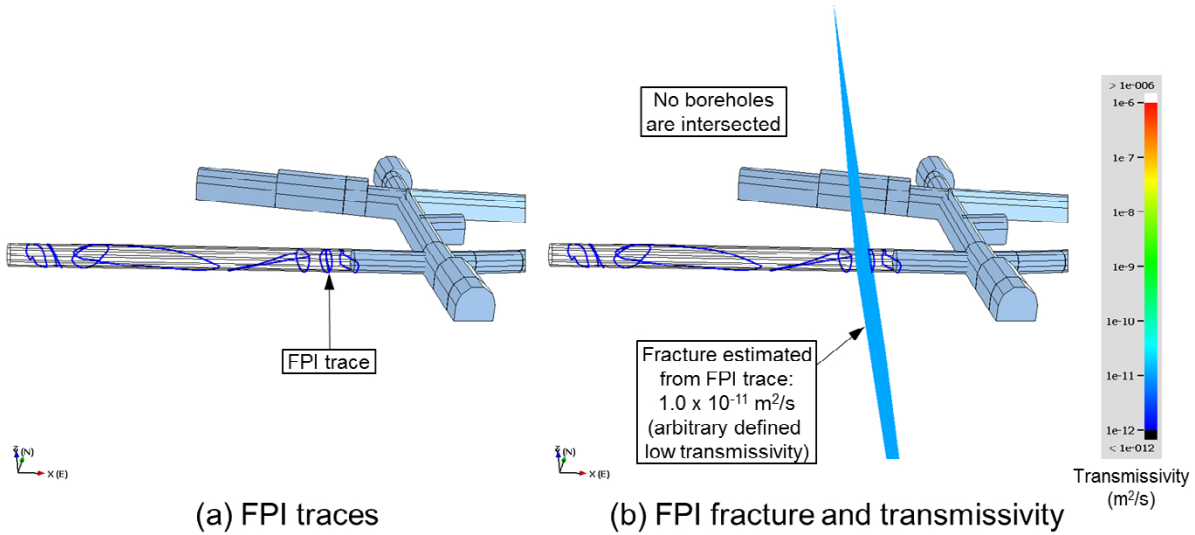 No boreholes
are intersected
FPI trace
Z (N)
X (E)
Fracture estimated
from FPI trace:
1.0 x 10⁻¹¹ m²/s
(arbitrary defined
low transmissivity)
Z (N)
X (E)
> 1e-006
1e-6
1e-7
1e-8
1e-9
1e-10
1e-11
1e-12
< 1e-012
Transmissivity
(m²/s)
(a) FPI traces
(b) FPI fracture and transmissivity